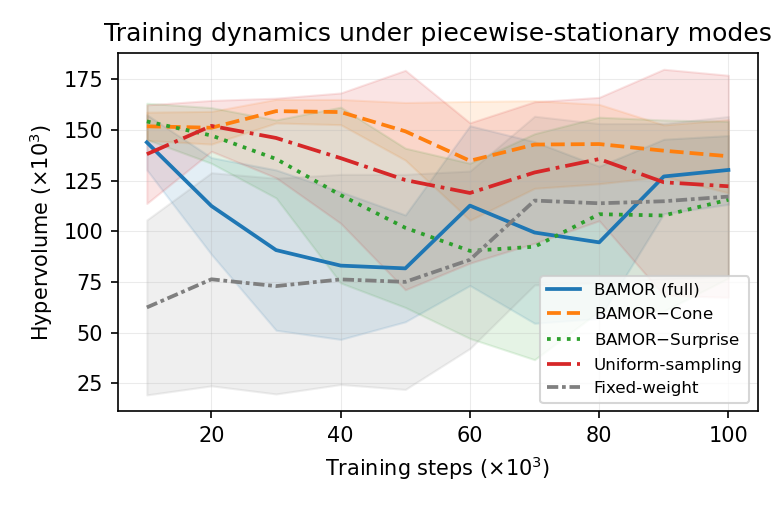 Training dynamics under piecewise-stationary modes
Hypervolume (×10³)
175
150
125
100
75
50
25
20
40
60
80
100
Training steps (×10³)
BAMOR (full)
BAMOR−Cone
BAMOR−Surprise
Uniform-sampling
Fixed-weight